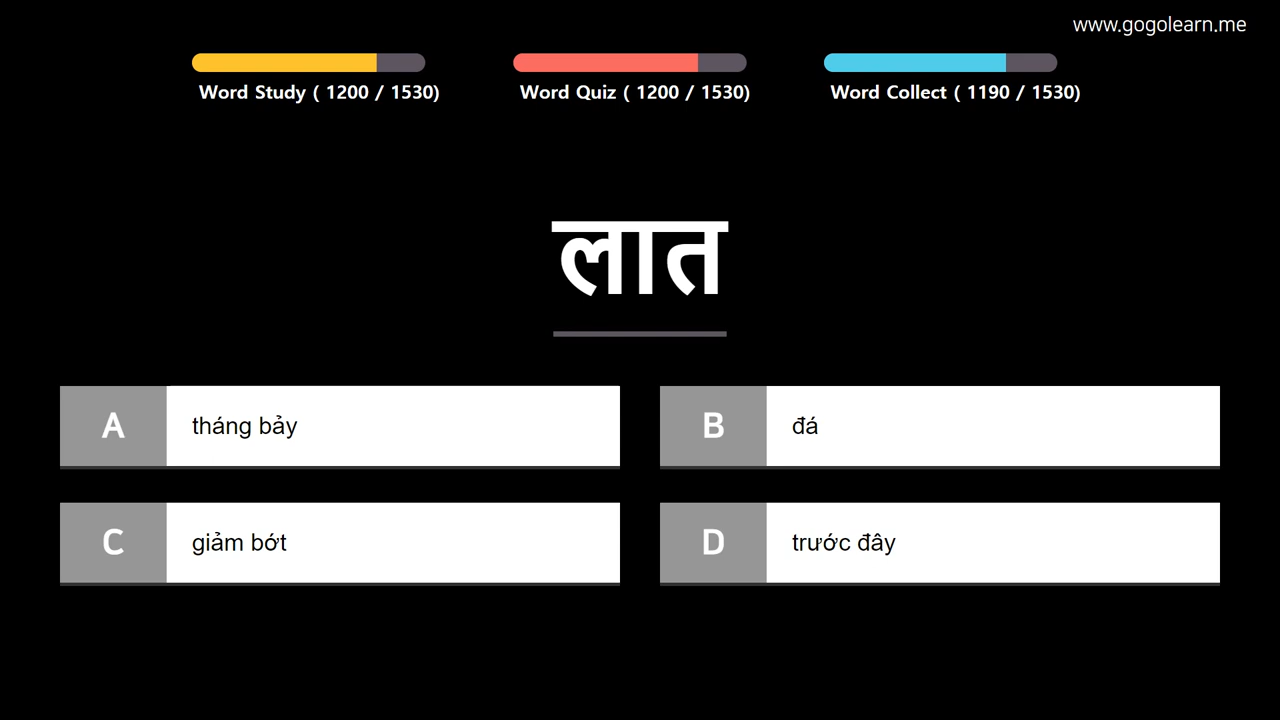 www.gogolearn.me
Word Study ( 1200 / 1530)
Word Quiz ( 1200 / 1530)
Word Collect ( 1190 / 1530)
लात
A tháng bảy
B đá
C giảm bớt
D trước đây